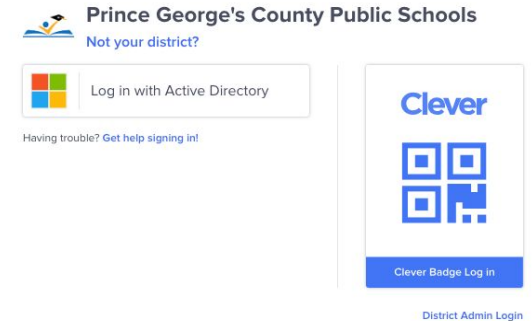 Prince George's County Public Schools
Not your district?
Log in with Active Directory
Having trouble? Get help signing in!
Clever
Clever Badge Log in
District Admin Login